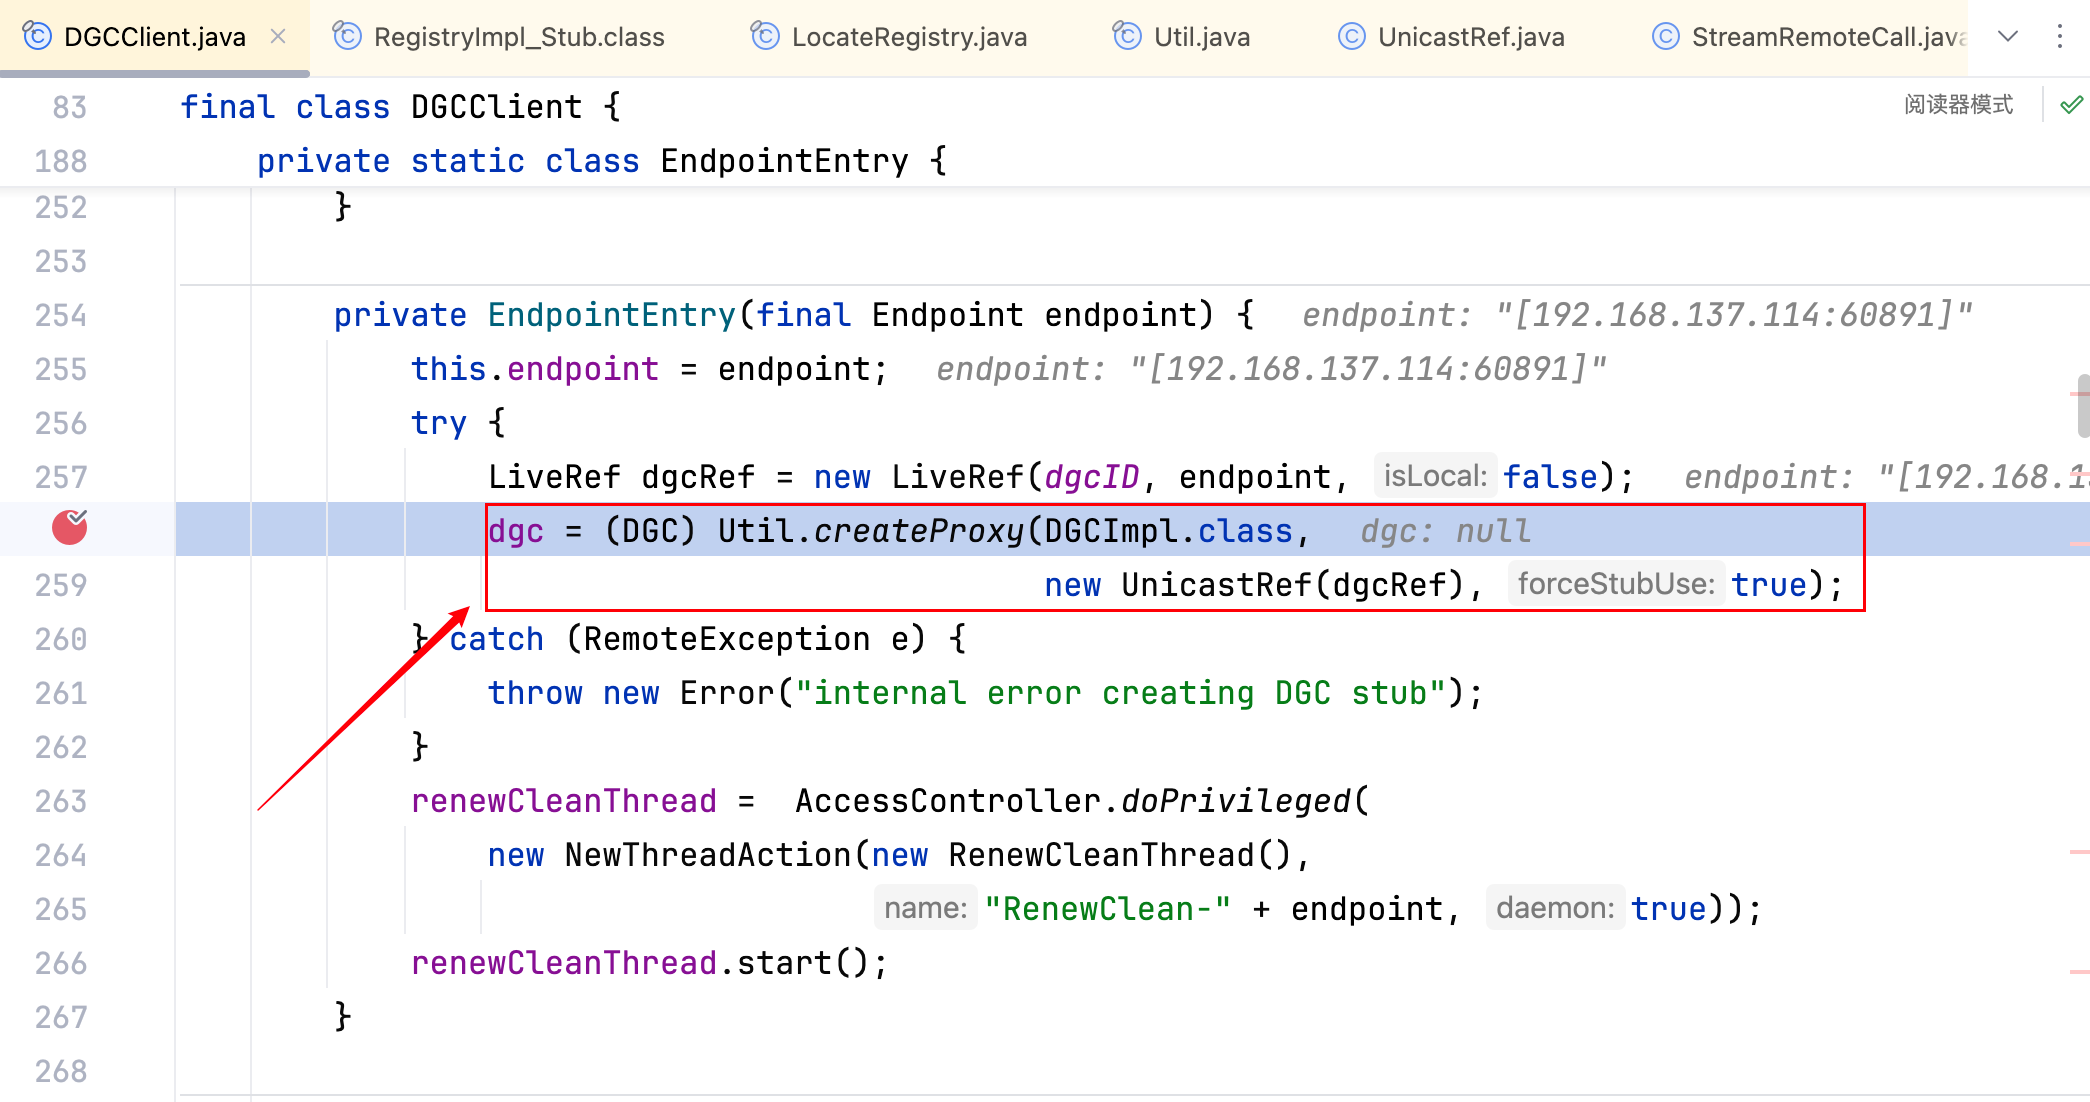 DGCClient.java RegistryImpl_Stub.class LocateRegistry.java Util.java UnicastRef.java StreamRemoteCall.java
83 final class DGCClient {
阅读器模式
188 private static class EndpointEntry {
252 }
253
254 private EndpointEntry(final Endpoint endpoint) { endpoint: "[192.168.137.114:60891]"
255 this.endpoint = endpoint; endpoint: "[192.168.137.114:60891]"
256 try {
257 LiveRef dgcRef = new LiveRef(dgcID, endpoint, isLocal: false); endpoint: "[192.168.1
dgc = (DGC) Util.createProxy(DGCImpl.class, dgc: null
259 new UnicastRef(dgcRef), forceStubUse: true);
260 } catch (RemoteException e) {
261 throw new Error("internal error creating DGC stub");
262 }
263 renewCleanThread = AccessController.doPrivileged(
264 new NewThreadAction(new RenewCleanThread(),
265 name: "RenewClean-" + endpoint, daemon: true));
266 renewCleanThread.start();
267 }
268